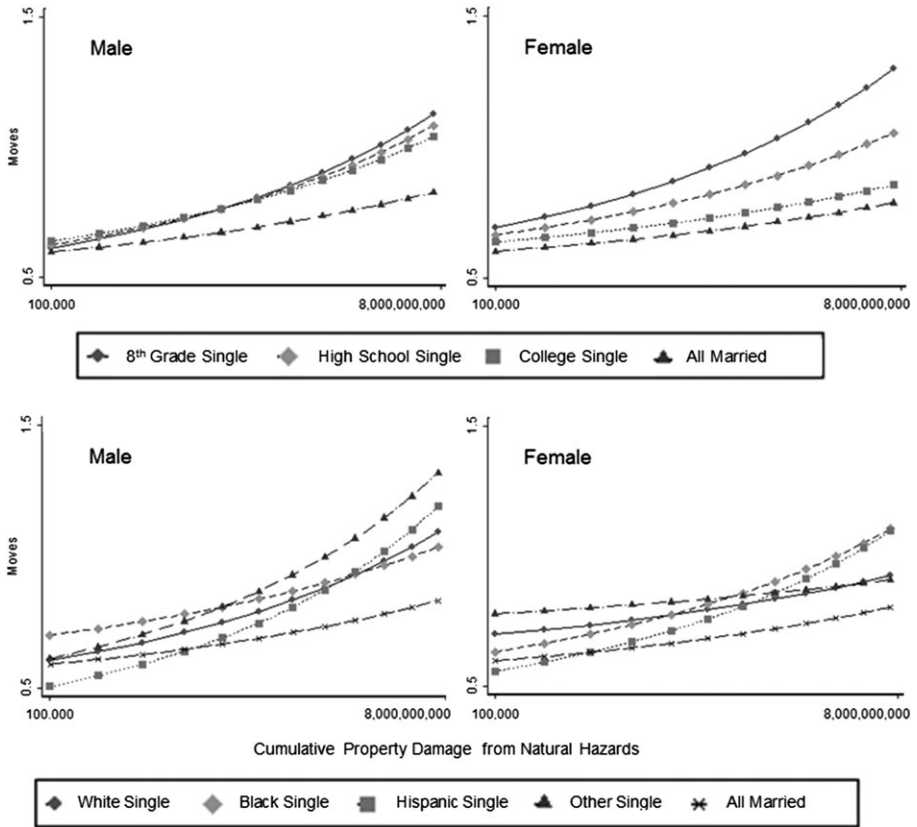 1.5
Male
Moves
0.5
100,000
8,000,000,000
1.5
Female
0.5
100,000
8,000,000,000
8th Grade Single
High School Single
College Single
All Married
1.5
Male
Moves
0.5
100,000
8,000,000,000
1.5
Female
0.5
100,000
8,000,000,000
Cumulative Property Damage from Natural Hazards
White Single
Black Single
Hispanic Single
Other Single
All Married